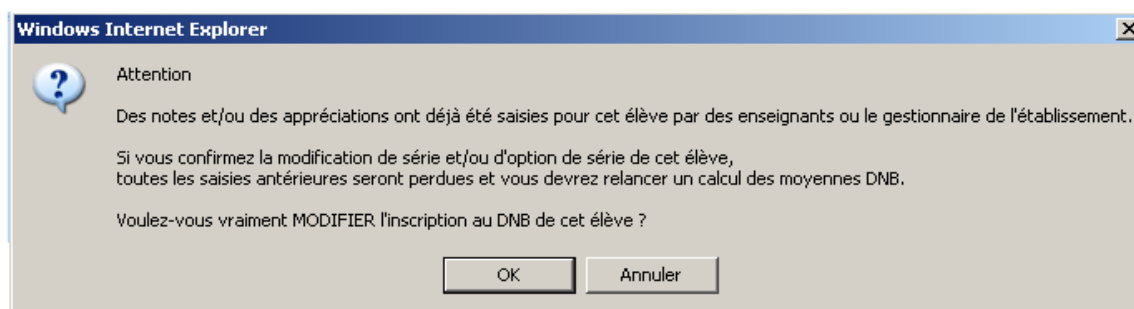 Windows Internet Explorer
Attention
Des notes et/ou des appréciations ont déjà été saisies pour cet élève par des enseignants ou le gestionnaire de l'établissement.
Si vous confirmez la modification de série et/ou d'option de série de cet élève,
toutes les saisies antérieures seront perdues et vous devrez relancer un calcul des moyennes DNB.
Voulez-vous vraiment MODIFIER l'inscription au DNB de cet élève ?
OK Annuler